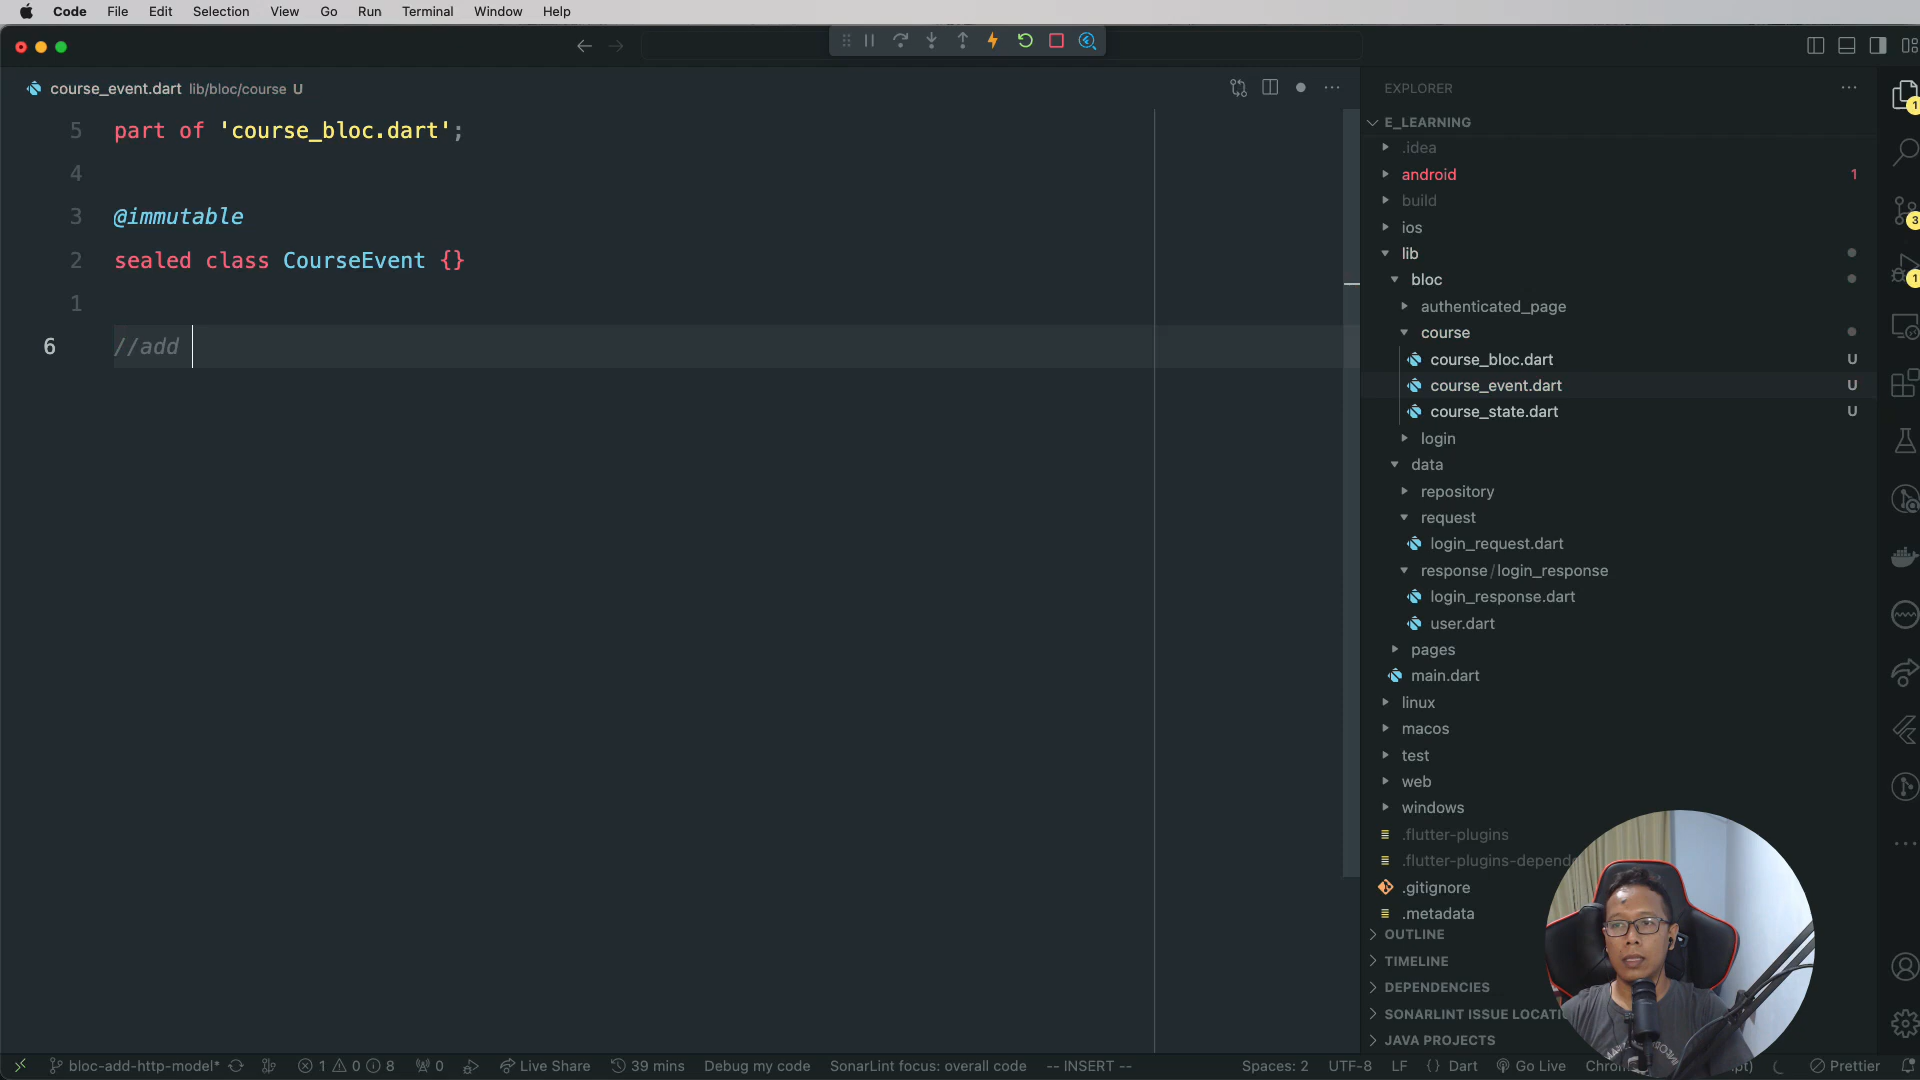 Code File Edit Selection View Go Run Terminal Window Help
course_event.dart lib/bloc/course U
5 part of 'course_bloc.dart';
4
3 @immutable
2 sealed class CourseEvent {}
1
6 //add
EXPLORER
E_LEARNING
.idea
android 1
build
ios
lib
bloc
authenticated_page
course
course_bloc.dart U
course_event.dart U
course_state.dart U
login
data
repository
request
login_request.dart
response/login_response
login_response.dart
user.dart
pages
main.dart
linux
macos
test
web
windows
.flutter-plugins
.flutter-plugins-depend
.gitignore
.metadata
OUTLINE
TIMELINE
DEPENDENCIES
SONARLINT ISSUE LOCATI
JAVA PROJECTS
1
3
1
bloc-add-http-model* 1 0 8 0 Live Share 39 mins Debug my code SonarLint focus: overall code -- INSERT -- Spaces: 2 UTF-8 LF {} Dart Go Live Chrom pt) Prettier